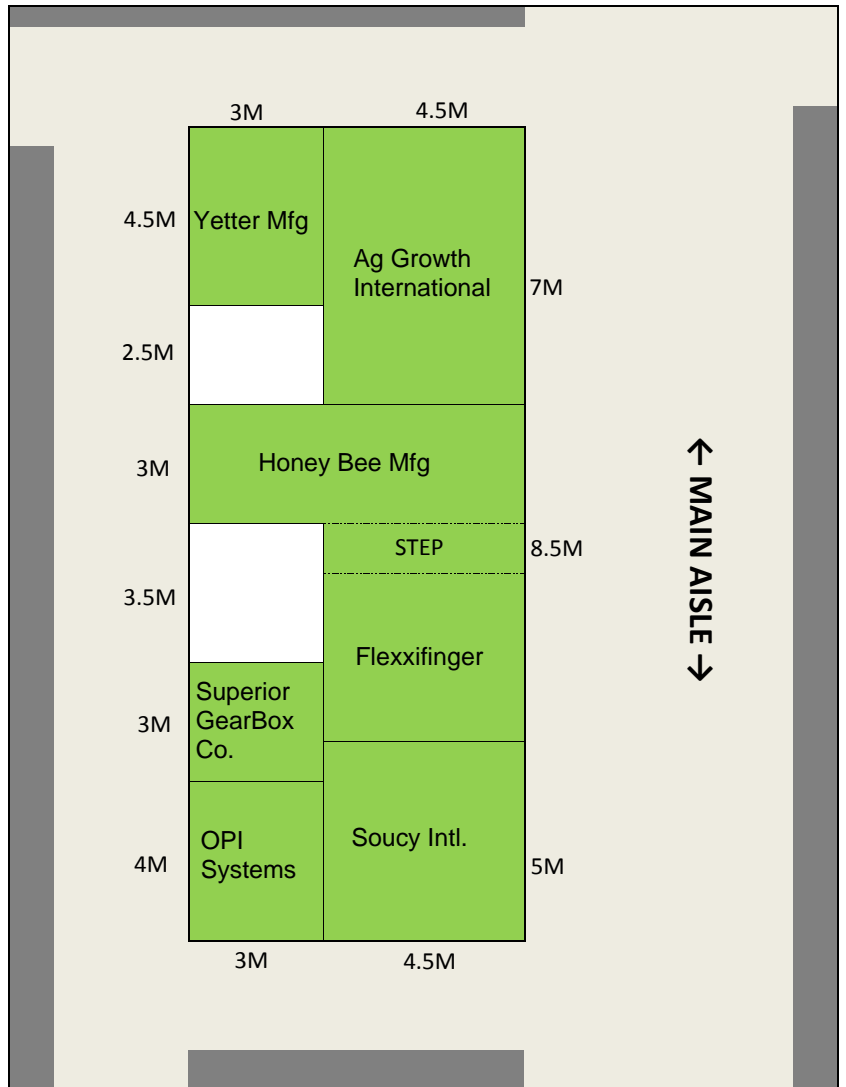 3M
4.5M
4.5M
Yetter Mfg
Ag Growth
International
7M
2.5M
3M
Honey Bee Mfg
← MAIN AISLE →
STEP
8.5M
3.5M
Flexxifinger
Superior
GearBox
Co.
3M
OPI
Systems
4M
Soucy Intl.
5M
3M
4.5M